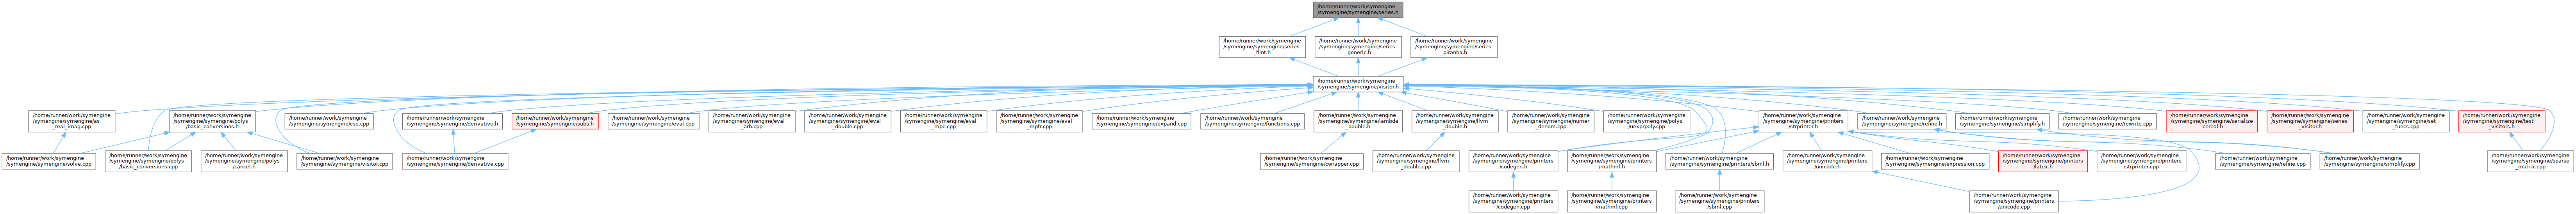 /home/runner/work/symengine
/symengine/symengine/series.h
/home/runner/work/symengine
/symengine/symengine/series
_flint.h
/home/runner/work/symengine
/symengine/symengine/series
_generic.h
/home/runner/work/symengine
/symengine/symengine/series
_piranha.h
/home/runner/work/symengine
/symengine/symengine/visitor.h
/home/runner/work/symengine
/symengine/symengine/as
_real_imag.cpp
/home/runner/work/symengine
/symengine/symengine/polys
/basic_conversions.h
/home/runner/work/symengine
/symengine/symengine/cse.cpp
/home/runner/work/symengine
/symengine/symengine/derivative.h
/home/runner/work/symengine
/symengine/symengine/subs.h
/home/runner/work/symengine
/symengine/symengine/eval.cpp
/home/runner/work/symengine
/symengine/symengine/eval
_arb.cpp
/home/runner/work/symengine
/symengine/symengine/eval
_double.cpp
/home/runner/work/symengine
/symengine/symengine/eval
_mpc.cpp
/home/runner/work/symengine
/symengine/symengine/eval
_mpfr.cpp
/home/runner/work/symengine
/symengine/symengine/expand.cpp
/home/runner/work/symengine
/symengine/symengine/functions.cpp
/home/runner/work/symengine
/symengine/symengine/lambda
_double.h
/home/runner/work/symengine
/symengine/symengine/llvm
_double.h
/home/runner/work/symengine
/symengine/symengine/numer
_denom.cpp
/home/runner/work/symengine
/symengine/symengine/polys
/uexprpoly.cpp
/home/runner/work/symengine
/symengine/symengine/printers
/strprinter.h
/home/runner/work/symengine
/symengine/symengine/refine.h
/home/runner/work/symengine
/symengine/symengine/simplify.h
/home/runner/work/symengine
/symengine/symengine/rewrite.cpp
/home/runner/work/symengine
/symengine/symengine/serialize
-cereal.h
/home/runner/work/symengine
/symengine/symengine/series
_visitor.h
/home/runner/work/symengine
/symengine/symengine/set
_funcs.cpp
/home/runner/work/symengine
/symengine/symengine/test
_visitors.h
/home/runner/work/symengine
/symengine/symengine/solve.cpp
/home/runner/work/symengine
/symengine/symengine/polys
/basic_conversions.cpp
/home/runner/work/symengine
/symengine/symengine/polys
/cancel.h
/home/runner/work/symengine
/symengine/symengine/visitor.cpp
/home/runner/work/symengine
/symengine/symengine/derivative.cpp
/home/runner/work/symengine
/symengine/symengine/cwrapper.cpp
/home/runner/work/symengine
/symengine/symengine/llvm
_double.cpp
/home/runner/work/symengine
/symengine/symengine/printers
/codegen.h
/home/runner/work/symengine
/symengine/symengine/printers
/mathml.h
/home/runner/work/symengine
/symengine/symengine/printers/sbml.h
/home/runner/work/symengine
/symengine/symengine/printers
/unicode.h
/home/runner/work/symengine
/symengine/symengine/expression.cpp
/home/runner/work/symengine
/symengine/symengine/printers
/latex.h
/home/runner/work/symengine
/symengine/symengine/printers
/strprinter.cpp
/home/runner/work/symengine
/symengine/symengine/refine.cpp
/home/runner/work/symengine
/symengine/symengine/simplify.cpp
/home/runner/work/symengine
/symengine/symengine/sparse
_matrix.cpp
/home/runner/work/symengine
/symengine/symengine/printers
/codegen.cpp
/home/runner/work/symengine
/symengine/symengine/printers
/mathml.cpp
/home/runner/work/symengine
/symengine/symengine/printers
/sbml.cpp
/home/runner/work/symengine
/symengine/symengine/printers
/unicode.cpp